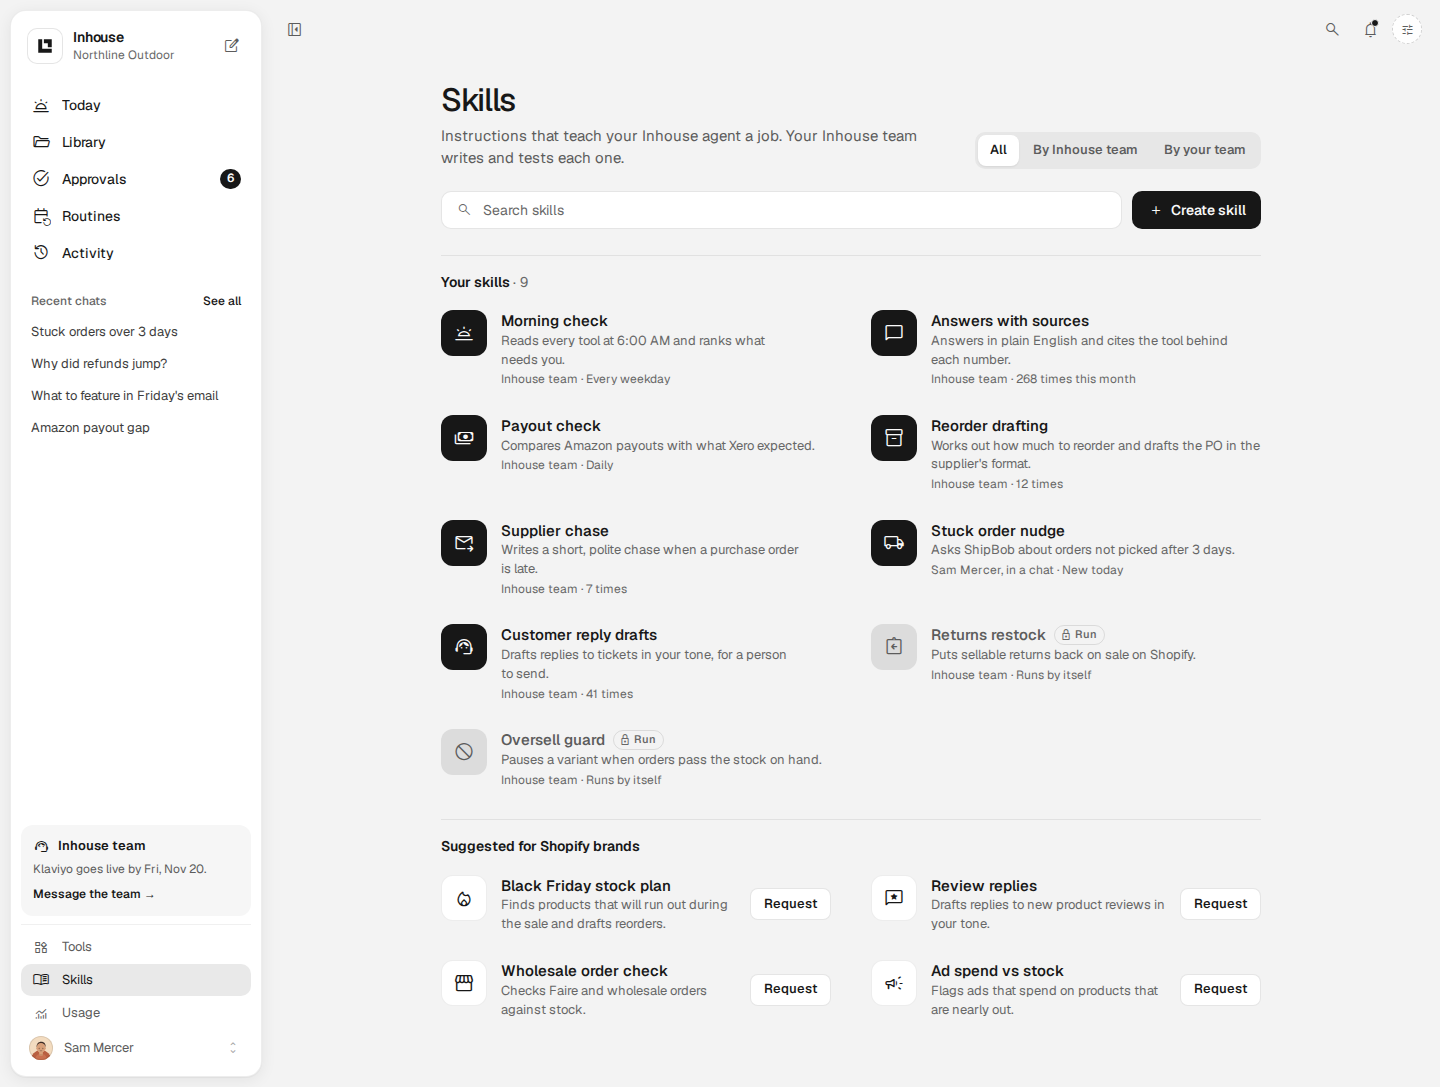 Inhouse
Northline Outdoor
Today
Library
Approvals
6
Routines
Activity
Recent chats
See all
Stuck orders over 3 days
Why did refunds jump?
What to feature in Friday's email
Amazon payout gap
Inhouse team
Klaviyo goes live by Fri, Nov 20.
Message the team →
Tools
Skills
Usage
Sam Mercer
Skills
Instructions that teach your Inhouse agent a job. Your Inhouse team
writes and tests each one.
All
By Inhouse team
By your team
Search skills
+ Create skill
Your skills · 9
Morning check
Reads every tool at 6:00 AM and ranks what
needs you.
Inhouse team · Every weekday
Answers with sources
Answers in plain English and cites the tool behind
each number.
Inhouse team · 268 times this month
Payout check
Compares Amazon payouts with what Xero expected.
Inhouse team · Daily
Reorder drafting
Works out how much to reorder and drafts the PO in the
supplier's format.
Inhouse team · 12 times
Supplier chase
Writes a short, polite chase when a purchase order
is late.
Inhouse team · 7 times
Stuck order nudge
Asks ShipBob about orders not picked after 3 days.
Sam Mercer, in a chat · New today
Customer reply drafts
Drafts replies to tickets in your tone, for a person
to send.
Inhouse team · 41 times
Returns restock
Run
Puts sellable returns back on sale on Shopify.
Inhouse team · Runs by itself
Oversell guard
Run
Pauses a variant when orders pass the stock on hand.
Inhouse team · Runs by itself
Suggested for Shopify brands
Black Friday stock plan
Finds products that will run out during
the sale and drafts reorders.
Request
Review replies
Drafts replies to new product reviews in
your tone.
Request
Wholesale order check
Checks Faire and wholesale orders
against stock.
Request
Ad spend vs stock
Flags ads that spend on products that
are nearly out.
Request